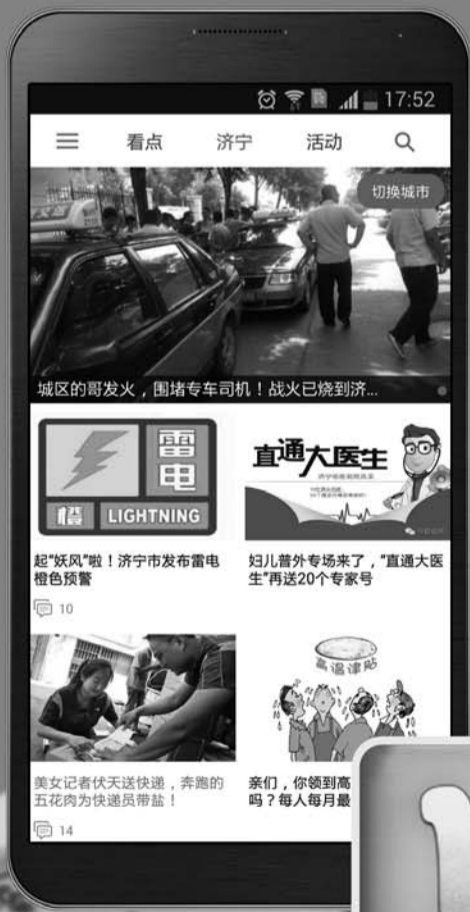 17:52
看点 济宁 活动
切换城市
城区的哥发火，围堵专车司机！战火已烧到济...
雷
电
橙 LIGHTNING
直通大医生
起“妖风”啦！济宁市发布雷电
橙色预警
10
妇儿普外专场来了，“直通大医
生”再送20个专家号
高温津贴
美女记者伏天送快递，奔跑的
五花肉为快递员带盐！
14
亲们，你领到高
吗？每人每月最